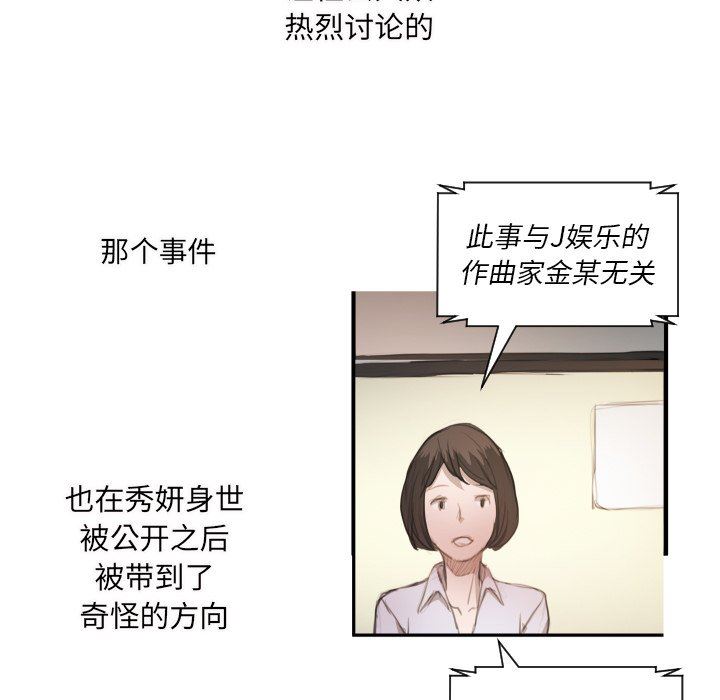 热烈讨论的
那个事件
此事与J娱乐的
作曲家金某无关
也在秀妍身世
被公开之后
被带到了
奇怪的方向